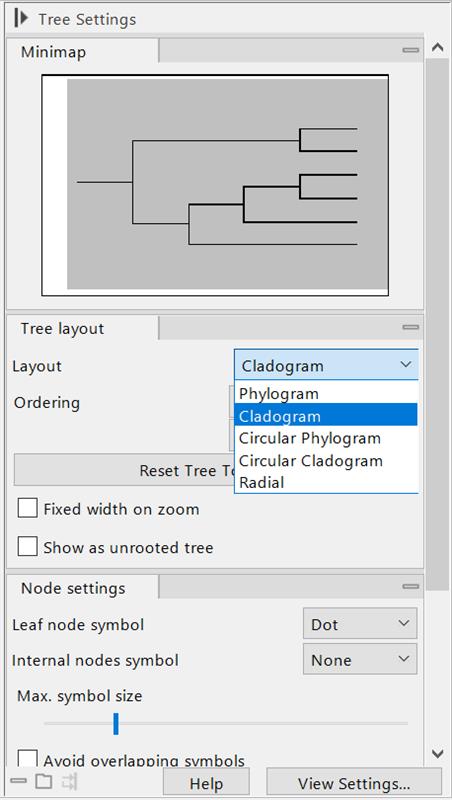 Tree Settings
Minimap
Tree layout
Layout
Cladogram
Ordering
Phylogram
Cladogram
Circular Phylogram
Circular Cladogram
Radial
Reset Tree
Fixed width on zoom
Show as unrooted tree
Node settings
Leaf node symbol
Dot
Internal nodes symbol
None
Max. symbol size
Avoid overlapping symbols
Help
View Settings...